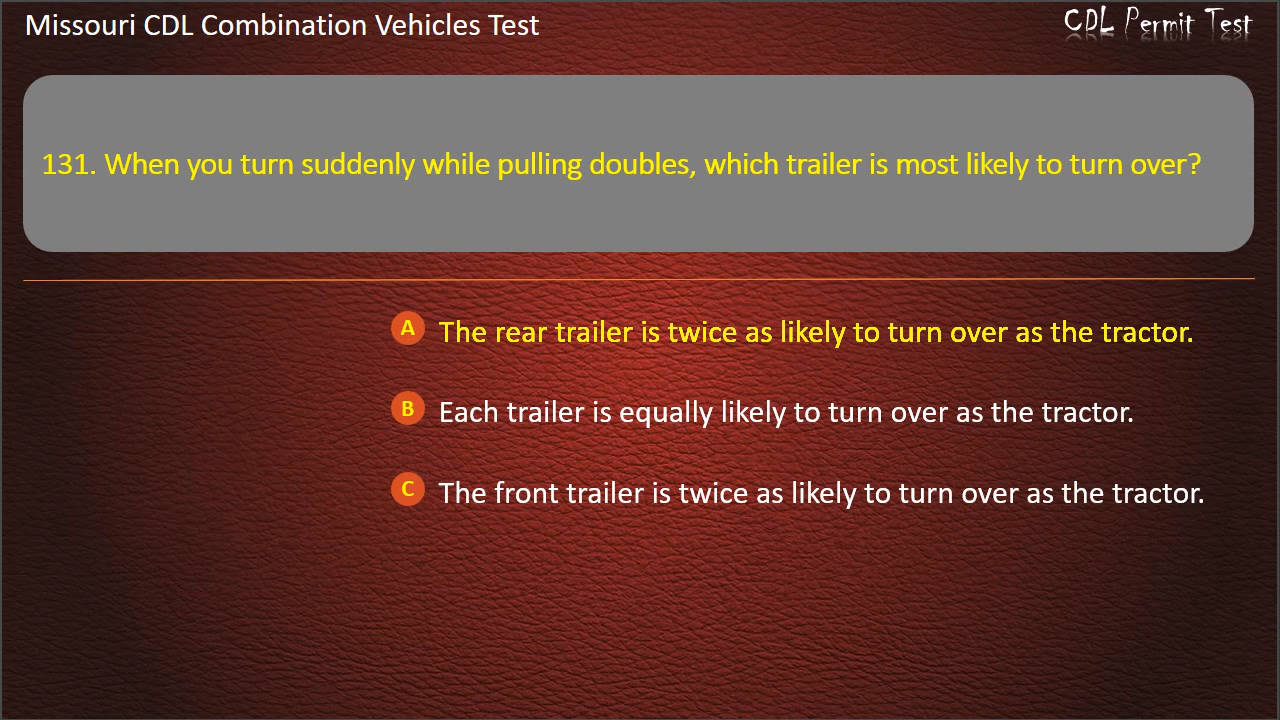 Missouri CDL Combination Vehicles Test
CDL Permit Test
131. When you turn suddenly while pulling doubles, which trailer is most likely to turn over?
A The rear trailer is twice as likely to turn over as the tractor.
B Each trailer is equally likely to turn over as the tractor.
C The front trailer is twice as likely to turn over as the tractor.